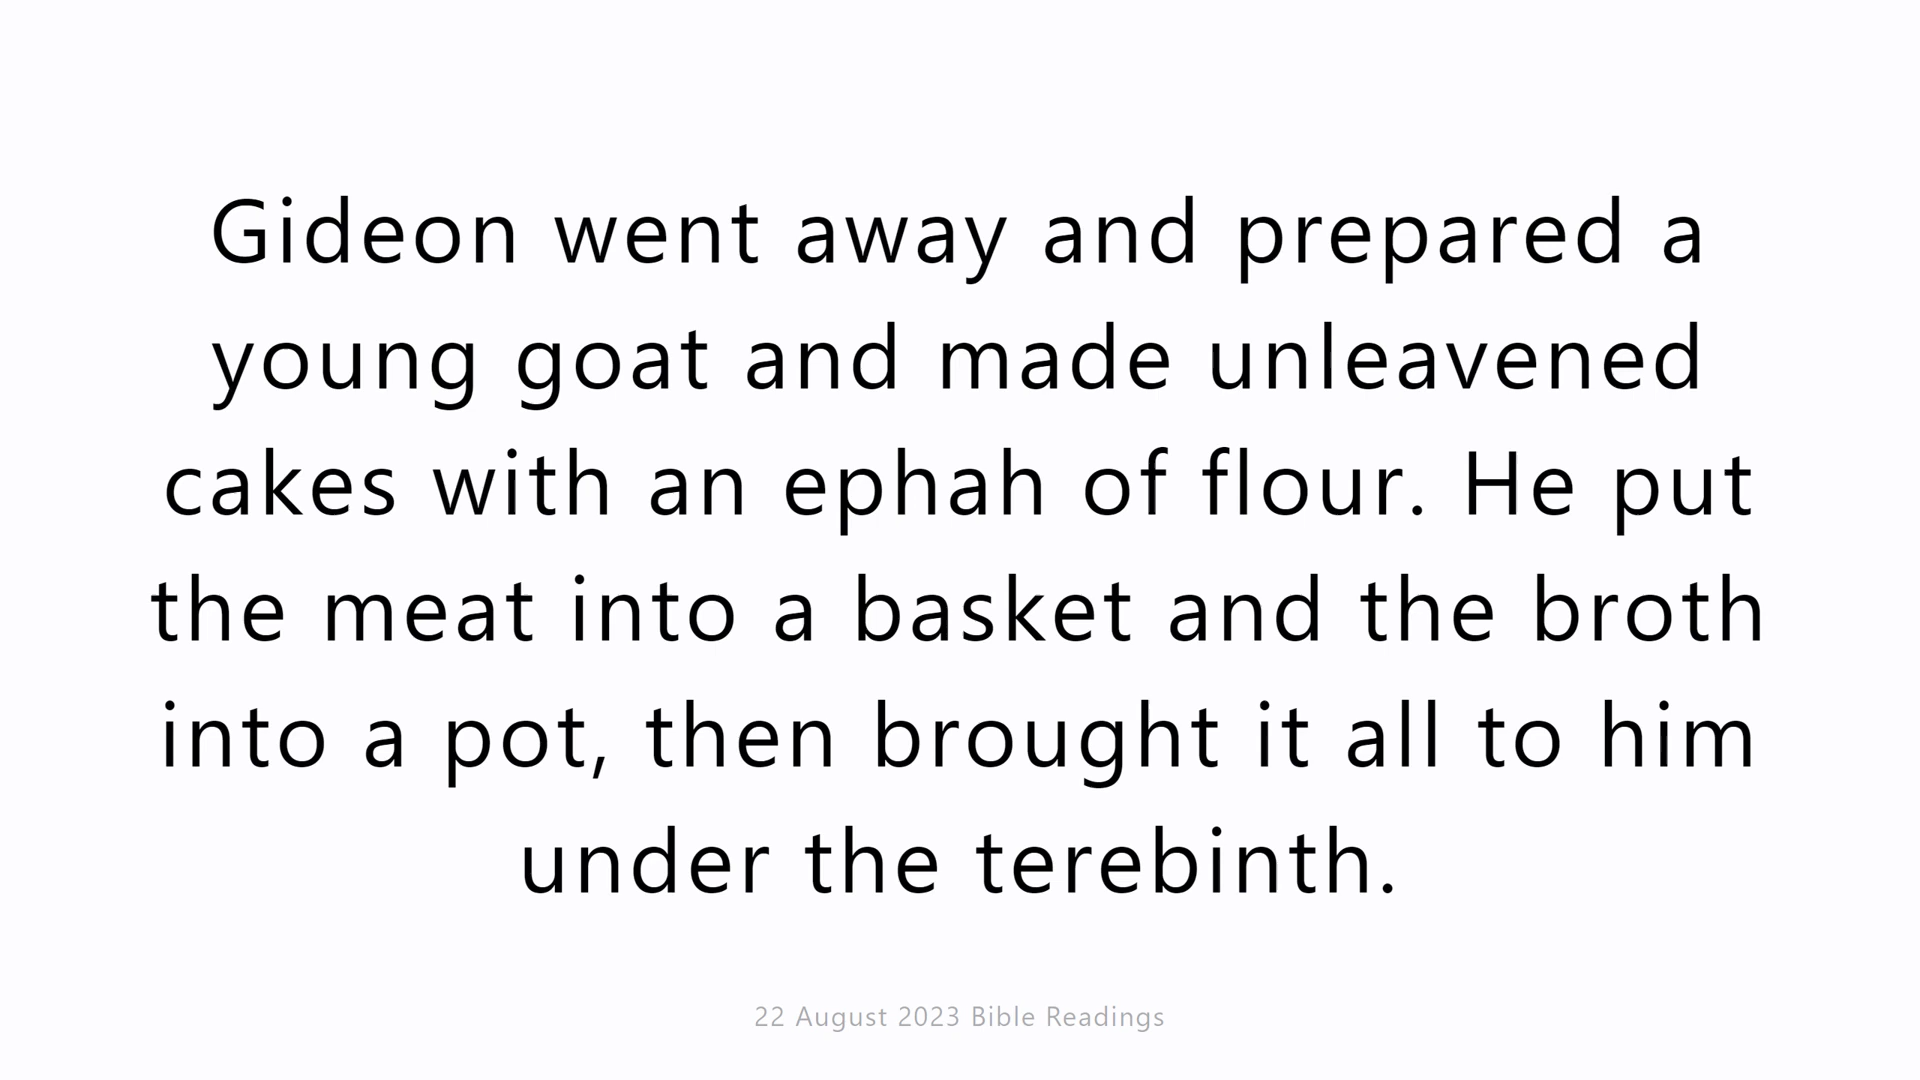 Gideon went away and prepared a
young goat and made unleavened
cakes with an ephah of flour. He put
the meat into a basket and the broth
into a pot, then brought it all to him
under the terebinth.
22 August 2023 Bible Readings